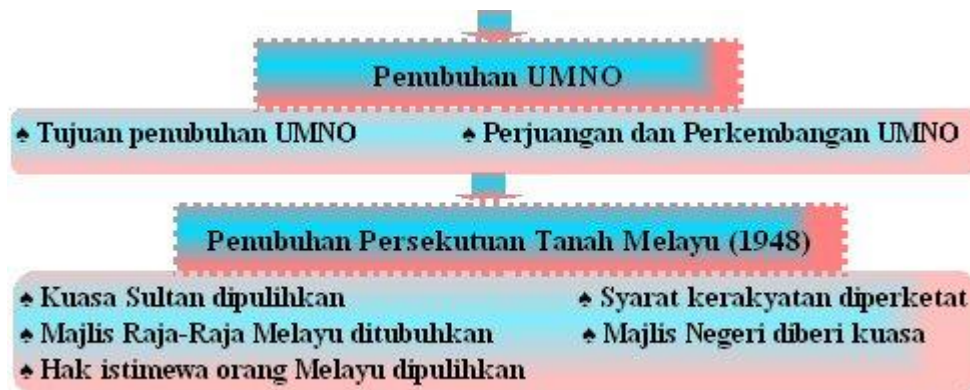 Penubuhan UMNO
♠ Tujuan penubuhan UMNO ♠ Perjuangan dan Perkembangan UMNO
Penubuhan Persekutuan Tanah Melayu (1948)
♠ Kuasa Sultan dipulihkan ♠ Syarat kerakyatan diperketat
♠ Majlis Raja-Raja Melayu ditubuhkan ♠ Majlis Negeri diberi kuasa
♠ Hak istimewa orang Melayu dipulihkan